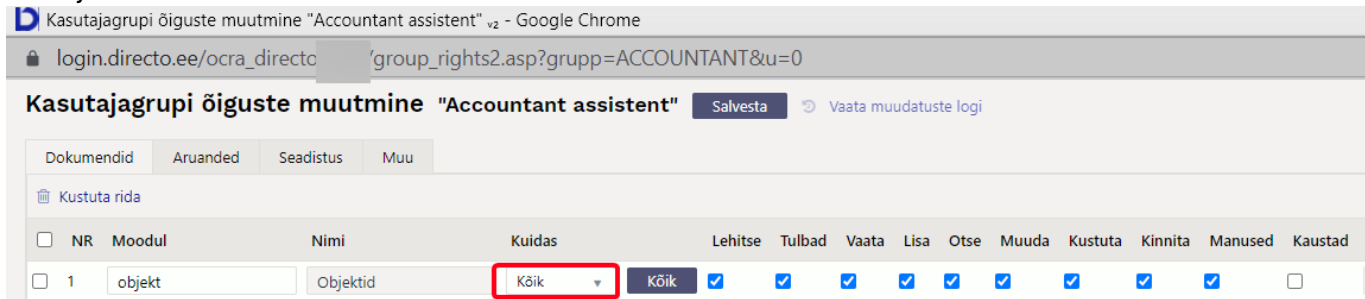 Kasutajagrupi õiguste muutmine "Accountant assistent" v2 - Google Chrome
login.directo.ee/ocra_directo /group_rights2.asp?grupp=ACCOUNTANT&u=0
Kasutajagrupi õiguste muutmine "Accountant assistent" Salvesta Vaata muudatuste logi
Dokumendid Aruanded Seadistus Muu
Kustuta rida
NR Moodul Nimi Kuidas Lehitse Tulbad Vaata Lisa Otse Muuda Kustuta Kinnita Manused Kaustad
1 objekt Objektid Kõik Kõik